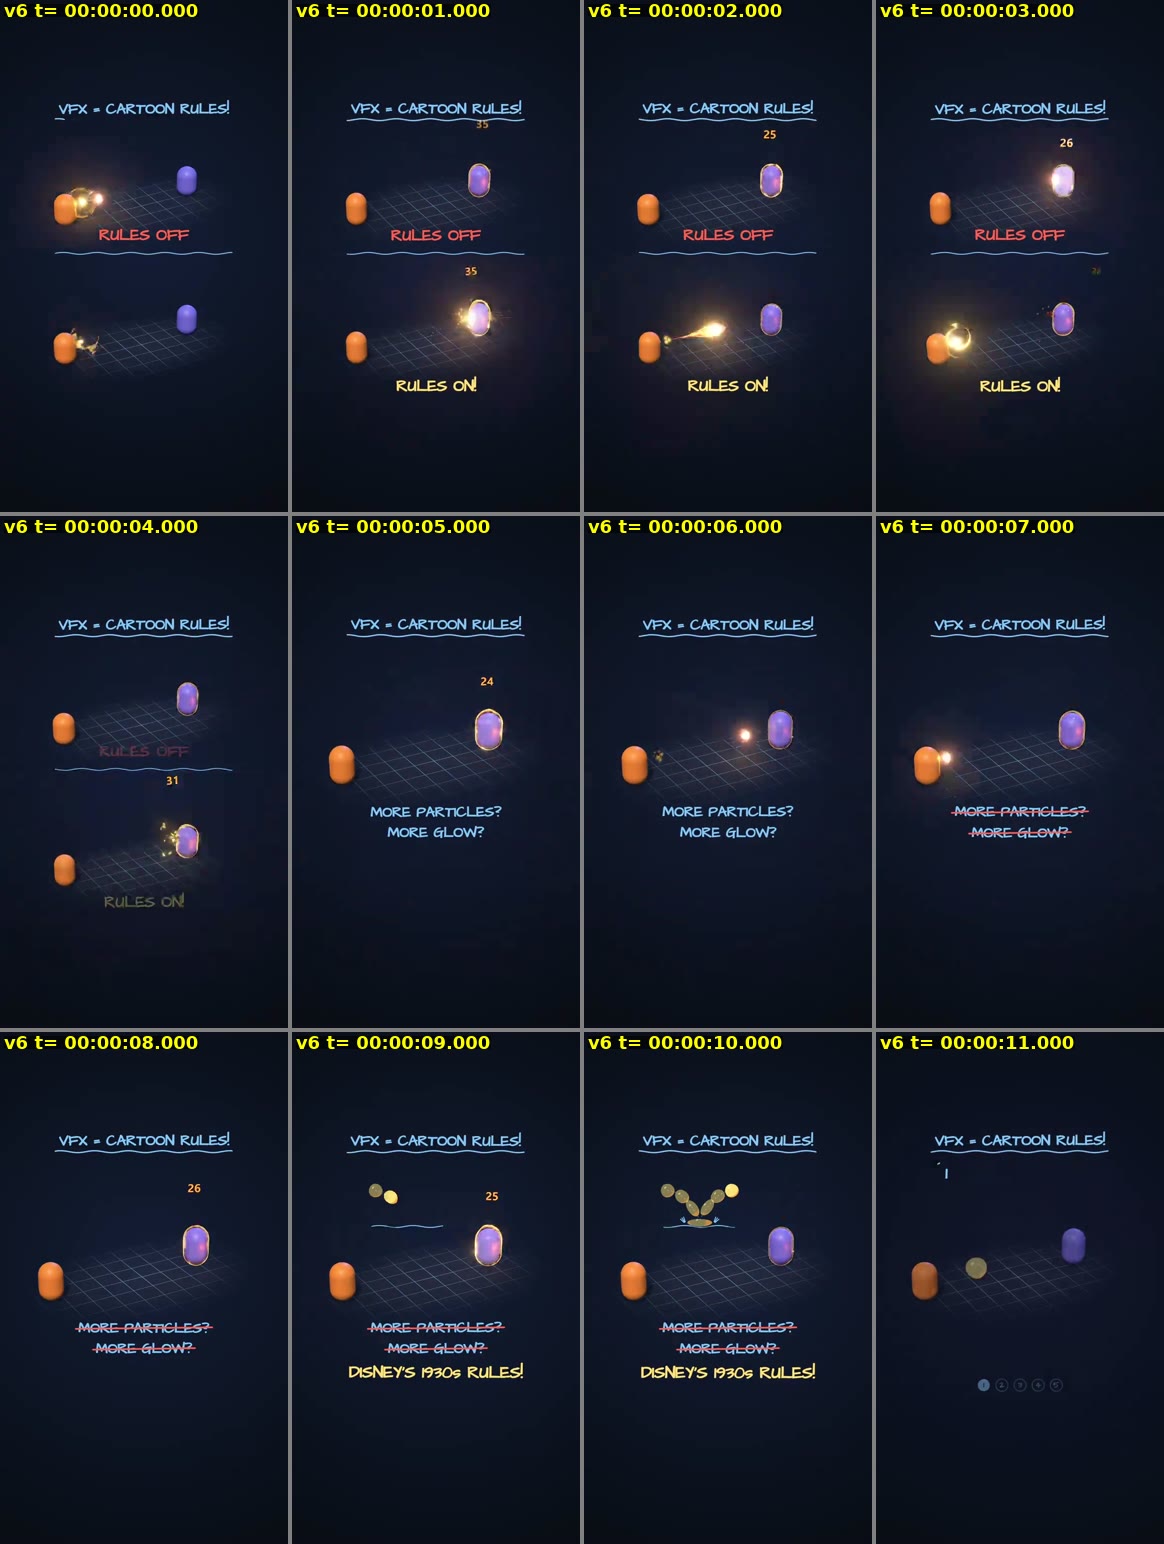 v6 t= 00:00:00.000
VFX = CARTOON RULES!
RULES OFF
v6 t= 00:00:01.000
VFX = CARTOON RULES!
35
RULES OFF
35
RULES ON!
v6 t= 00:00:02.000
VFX = CARTOON RULES!
25
RULES OFF
RULES ON!
v6 t= 00:00:03.000
VFX = CARTOON RULES!
26
RULES OFF
RULES ON!
v6 t= 00:00:04.000
VFX = CARTOON RULES!
RULES OFF
31
RULES ON!
v6 t= 00:00:05.000
VFX = CARTOON RULES!
24
MORE PARTICLES?
MORE GLOW?
v6 t= 00:00:06.000
VFX = CARTOON RULES!
MORE PARTICLES?
MORE GLOW?
v6 t= 00:00:07.000
VFX = CARTOON RULES!
MORE PARTICLES?
MORE GLOW?
v6 t= 00:00:08.000
VFX = CARTOON RULES!
26
MORE PARTICLES?
MORE GLOW?
v6 t= 00:00:09.000
VFX = CARTOON RULES!
25
MORE PARTICLES?
MORE GLOW?
DISNEY'S 1930s RULES!
v6 t= 00:00:10.000
VFX = CARTOON RULES!
MORE PARTICLES?
MORE GLOW?
DISNEY'S 1930s RULES!
v6 t= 00:00:11.000
VFX = CARTOON RULES!
1 2 3 4 5